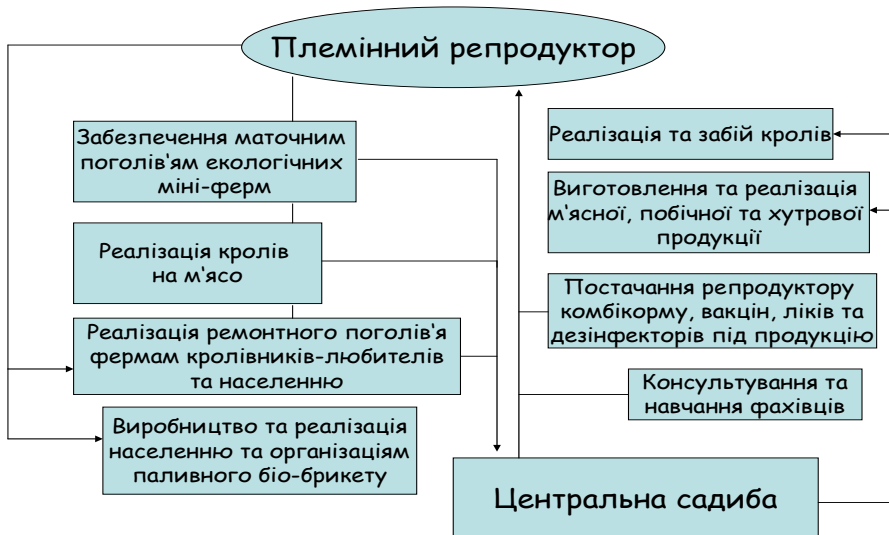 Племінний репродуктор
Забезпечення маточним
поголів'ям екологічних
міні-ферм
Реалізація кролів
на м'ясо
Реалізація ремонтного поголів'я
фермам кролівників-любителів
та населенню
Виробництво та реалізація
населенню та організаціям
паливного біо-брикету
Реалізація та забій кролів
Виготовлення та реалізація
м'ясної, побічної та хутрової
продукції
Постачання репродуктору
комбікорму, вакцін, ліків та
дезінфекторів під продукцію
Консультування та
навчання фахівців
Центральна садиба